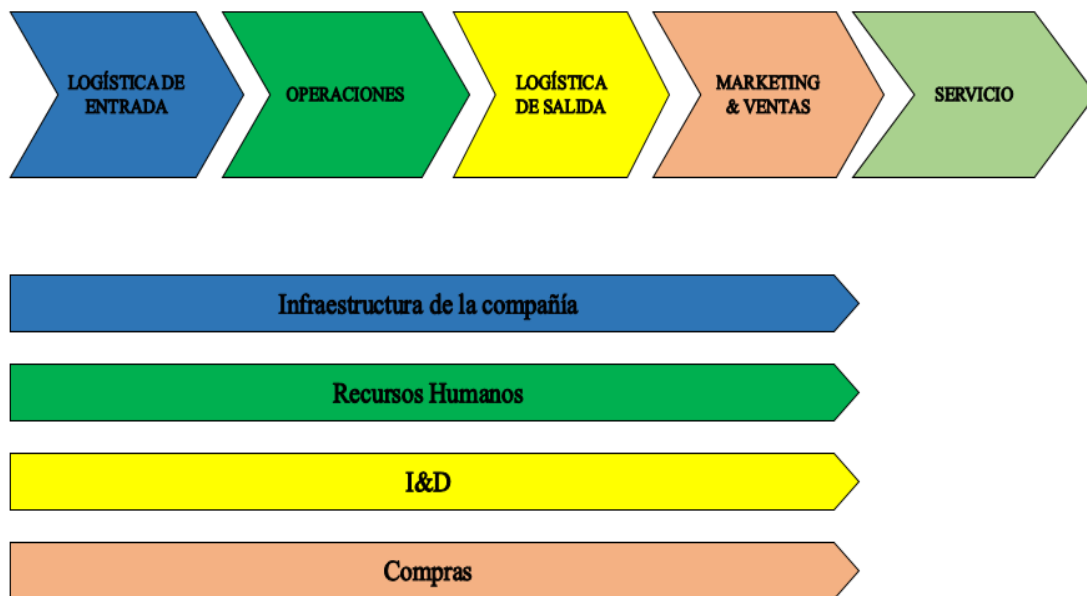 LOGÍSTICA DE
ENTRADA
OPERACIONES
LOGÍSTICA
DE SALIDA
MARKETING
& VENTAS
SERVICIO
Infraestructura de la compañía
Recursos Humanos
I&D
Compras